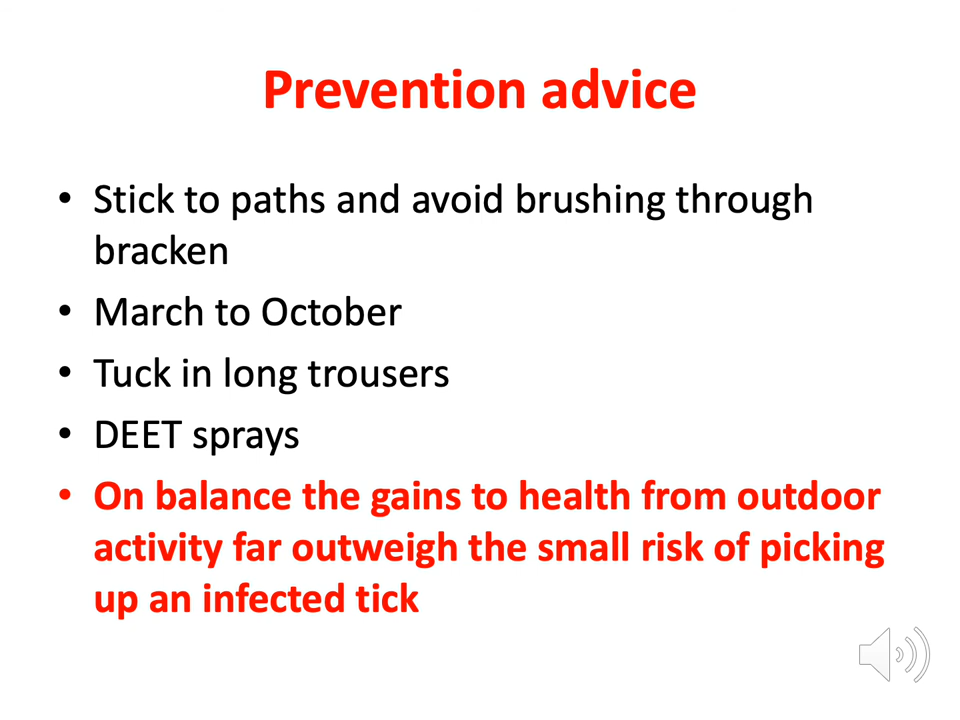 Prevention advice
• Stick to paths and avoid brushing through
bracken
• March to October
• Tuck in long trousers
• DEET sprays
• On balance the gains to health from outdoor
activity far outweigh the small risk of picking
up an infected tick